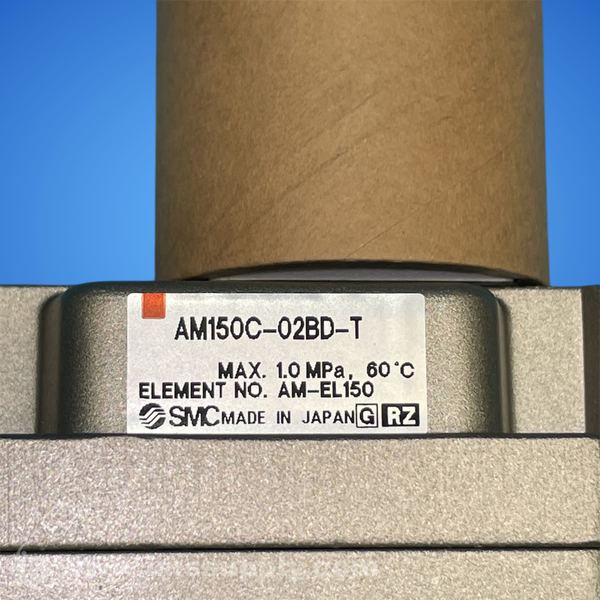 AM150C-02BD-T
MAX. 1.0 MPa, 60°C
ELEMENT NO. AM-EL150
SMC MADE IN JAPAN G RZ